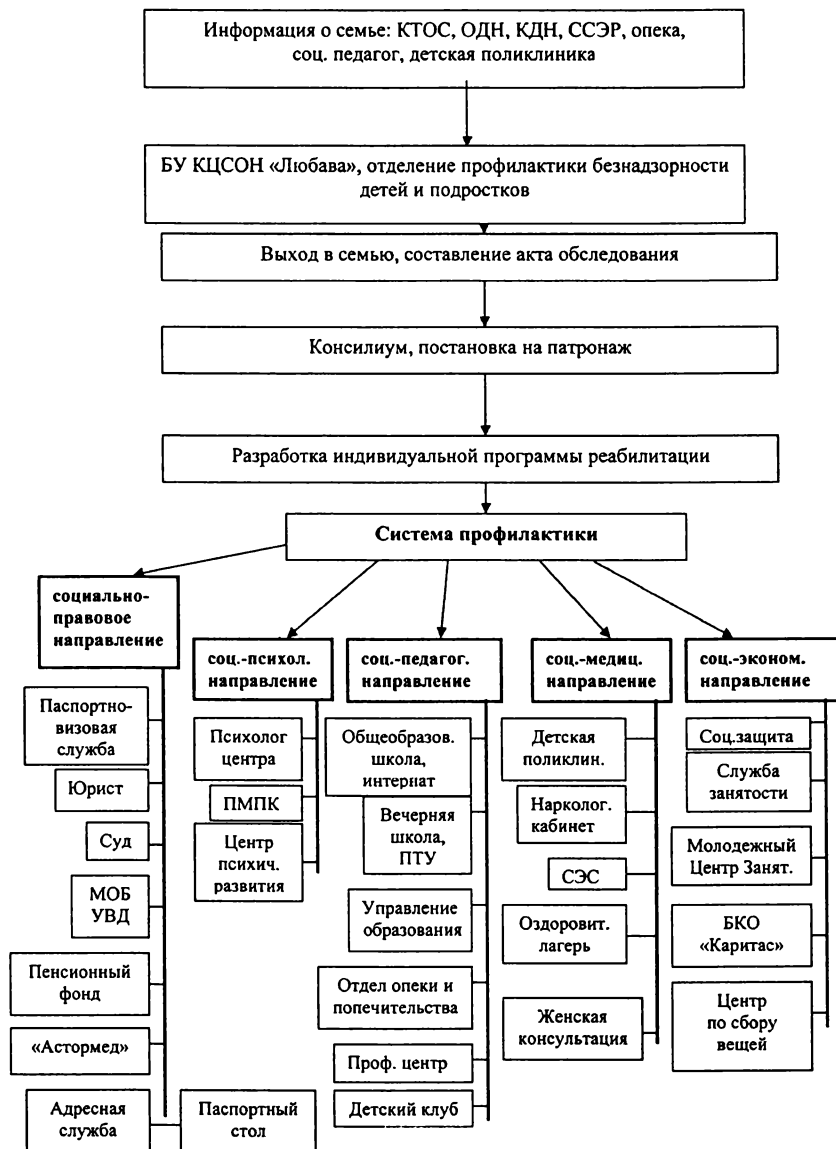 Информация о семье: КТОС, ОДН, КДН, ССЭР, опека,
соц. педагог, детская поликлиника
БУ КЦСОН «Любава», отделение профилактики безнадзорности
детей и подростков
Выход в семью, составление акта обследования
Консилиум, постановка на патронаж
Разработка индивидуальной программы реабилитации
Система профилактики
социально-
правовое
направление
Паспортно-
визовая
служба
Юрист
Суд
МОБ
УВД
Пенсионный
фонд
«Астормед»
Адресная
служба
Паспортный
стол
соц.-психол.
направление
Психолог
центра
ПМПК
Центр
психич.
развития
соц.-педагог.
направление
Общеобразов.
школа,
интернат
Вечерняя
школа,
ПТУ
Управление
образования
Отдел опеки и
попечительства
Проф. центр
Детский клуб
соц.-медиц.
направление
Детская
поликлин.
Нарколог.
кабинет
СЭС
Оздоровит.
лагерь
Женская
консультация
соц.-эконом.
направление
Соц.защита
Служба
занятости
Молодежный
Центр Занят.
БКО
«Каритас»
Центр
по сбору
вещей